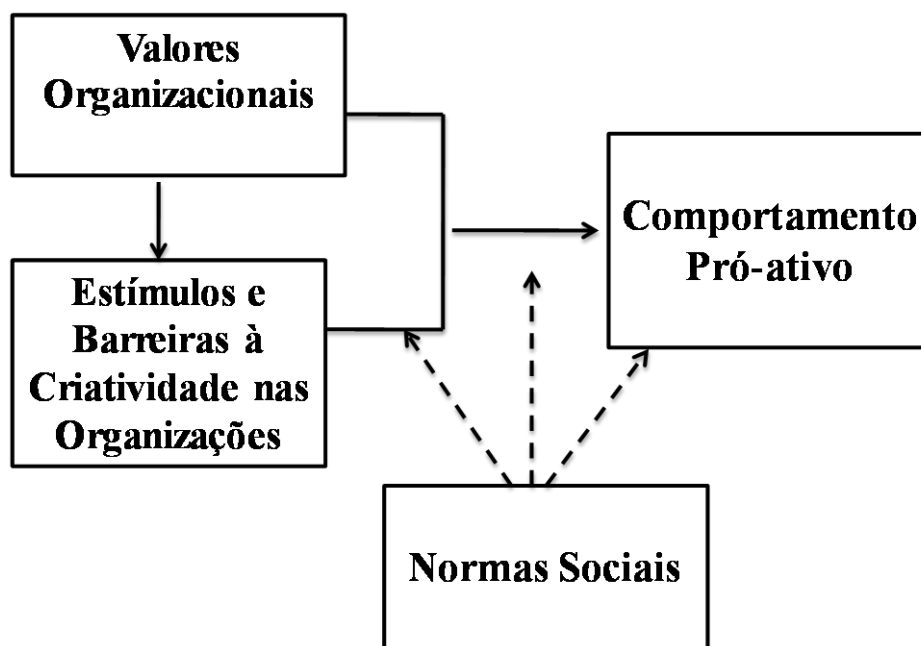 Valores
Organizacionais
Estímulos e
Barreiras à
Criatividade nas
Organizações
Comportamento
Pró-ativo
Normas Sociais